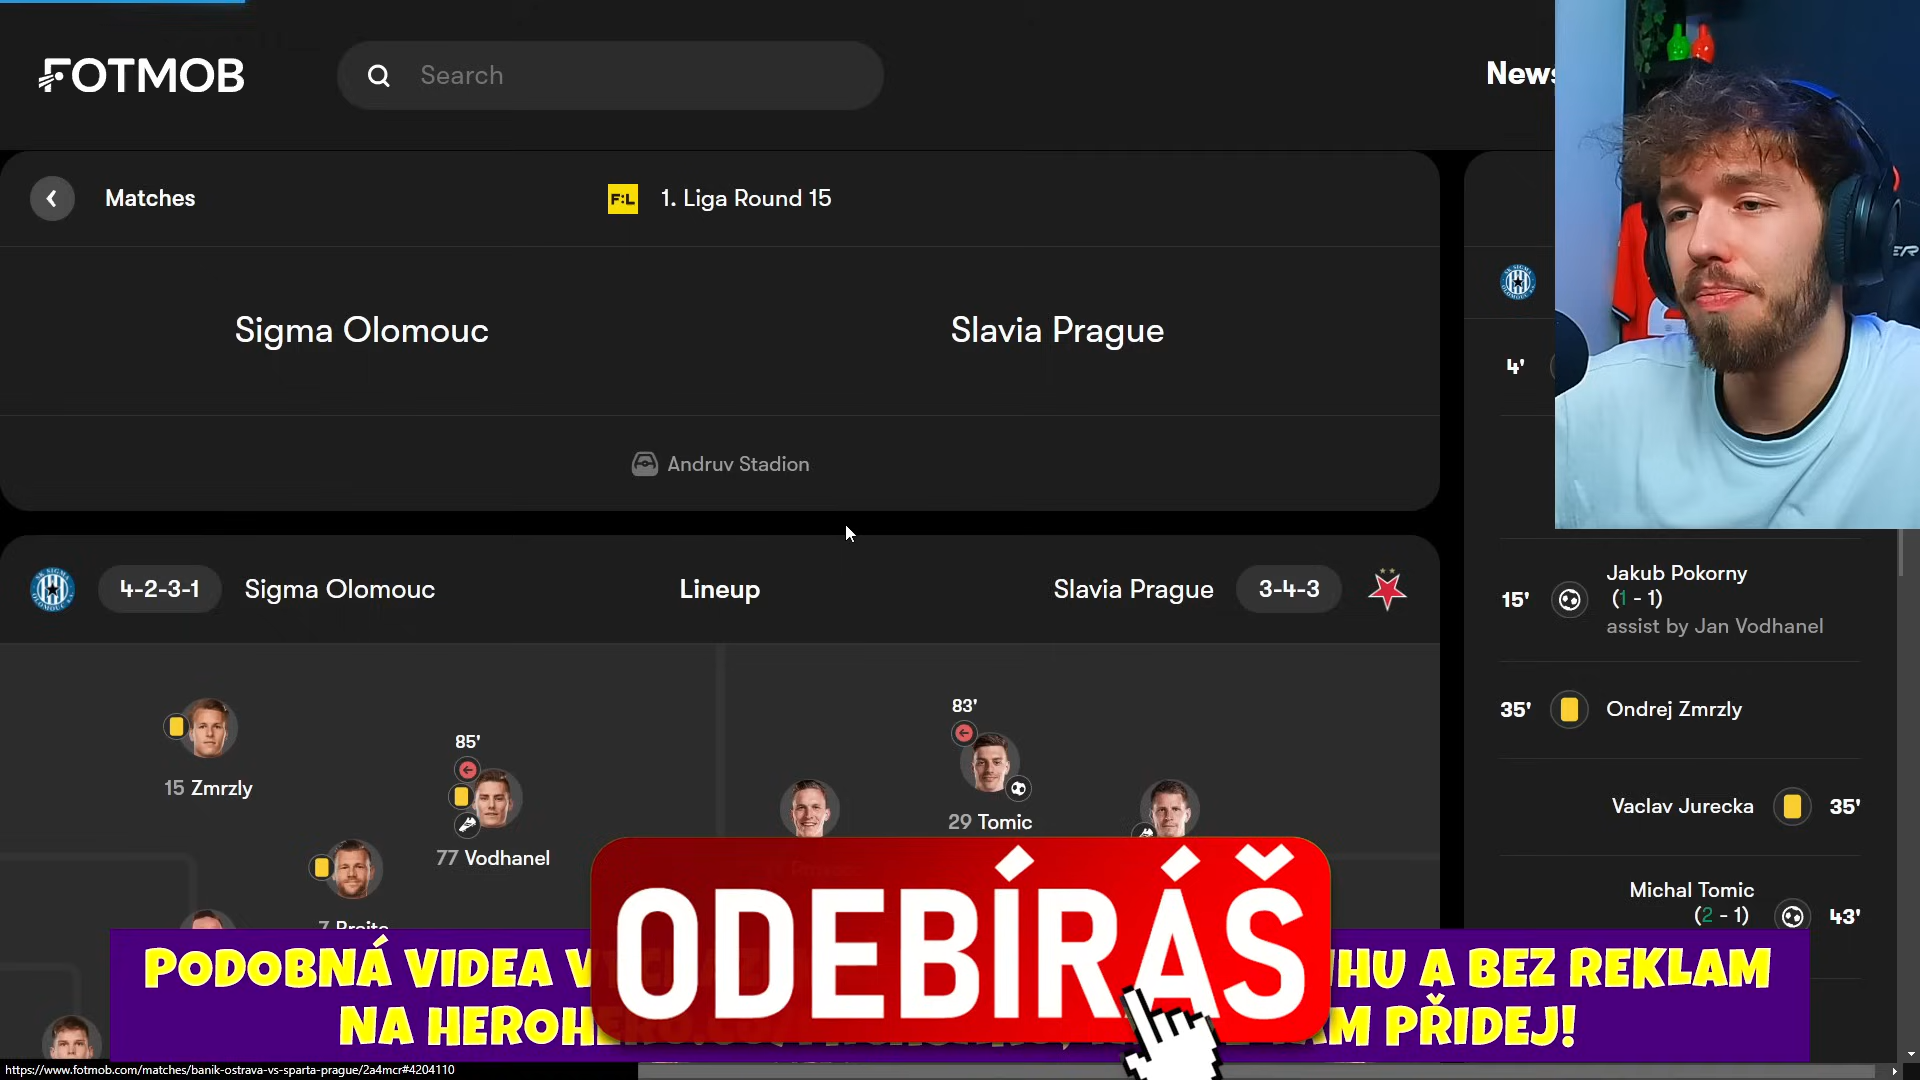 FOTMOB
Search
News
Matches
F:L
1. Liga Round 15
Sigma Olomouc
Slavia Prague
4'
Andruv Stadion
4-2-3-1
Sigma Olomouc
Lineup
Slavia Prague
3-4-3
15'
Jakub Pokorny
(1 - 1)
assist by Jan Vodhanel
35'
Ondrej Zmrzly
Vaclav Jurecka
35'
Michal Tomic
(2 - 1)
43'
15 Zmrzly
85'
77 Vodhanel
83'
29 Tomic
ODEBÍRÁŠ
PODOBNÁ VIDEA A BEZ REKLAM
NA PŘIDEJ!
https://www.fotmob.com/matches/banik-ostrava-vs-sparta-prague/2a4mcr#4204110